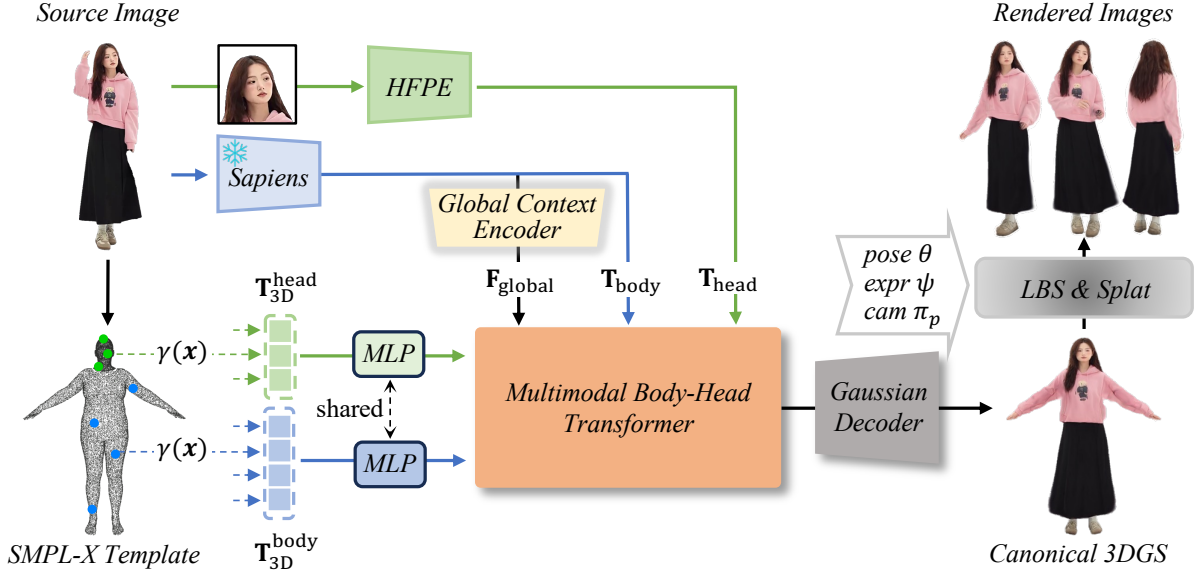 Source Image
Rendered Images
HFPE
Sapiens
Global Context
Encoder
F_global
T_body
T_head
pose θ
expr ψ
cam π_p
LBS & Splat
T_3D^head
γ(x)
MLP
shared
Multimodal Body-Head
Transformer
Gaussian
Decoder
γ(x)
MLP
T_3D^body
SMPL-X Template
Canonical 3DGS